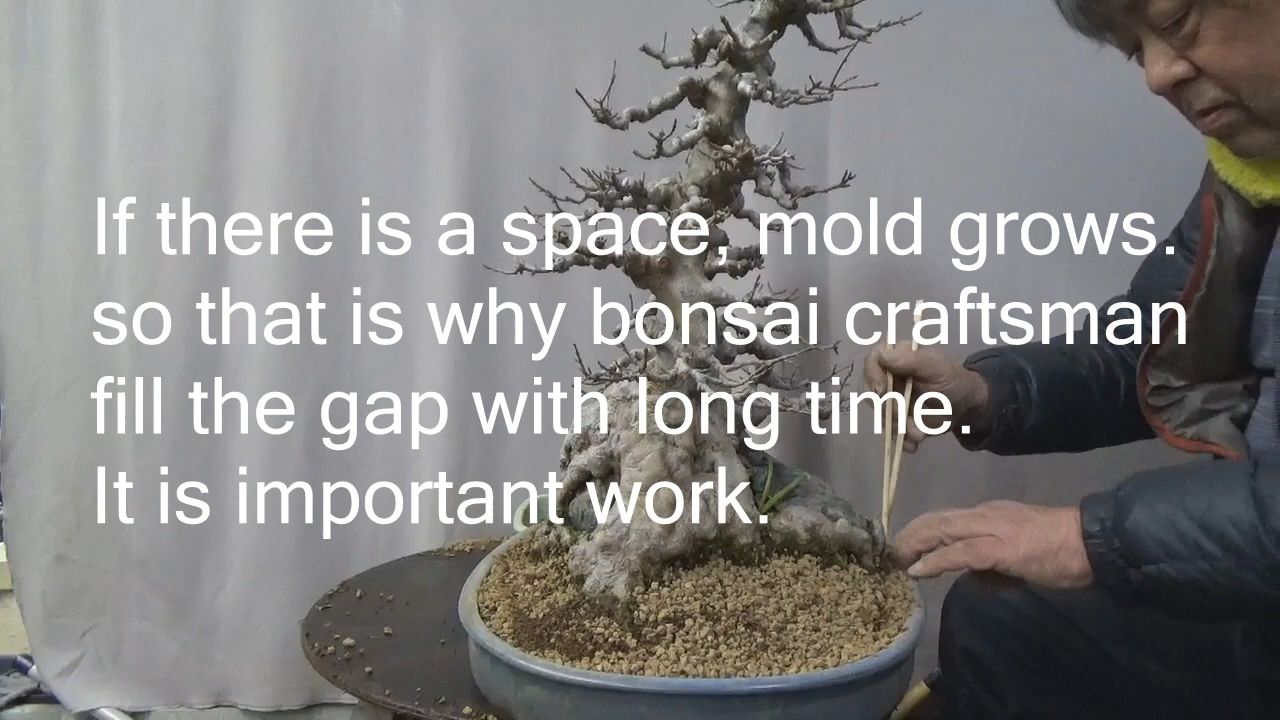 If there is a space, mold grows.
so that is why bonsai craftsman
fill the gap with long time.
It is important work.